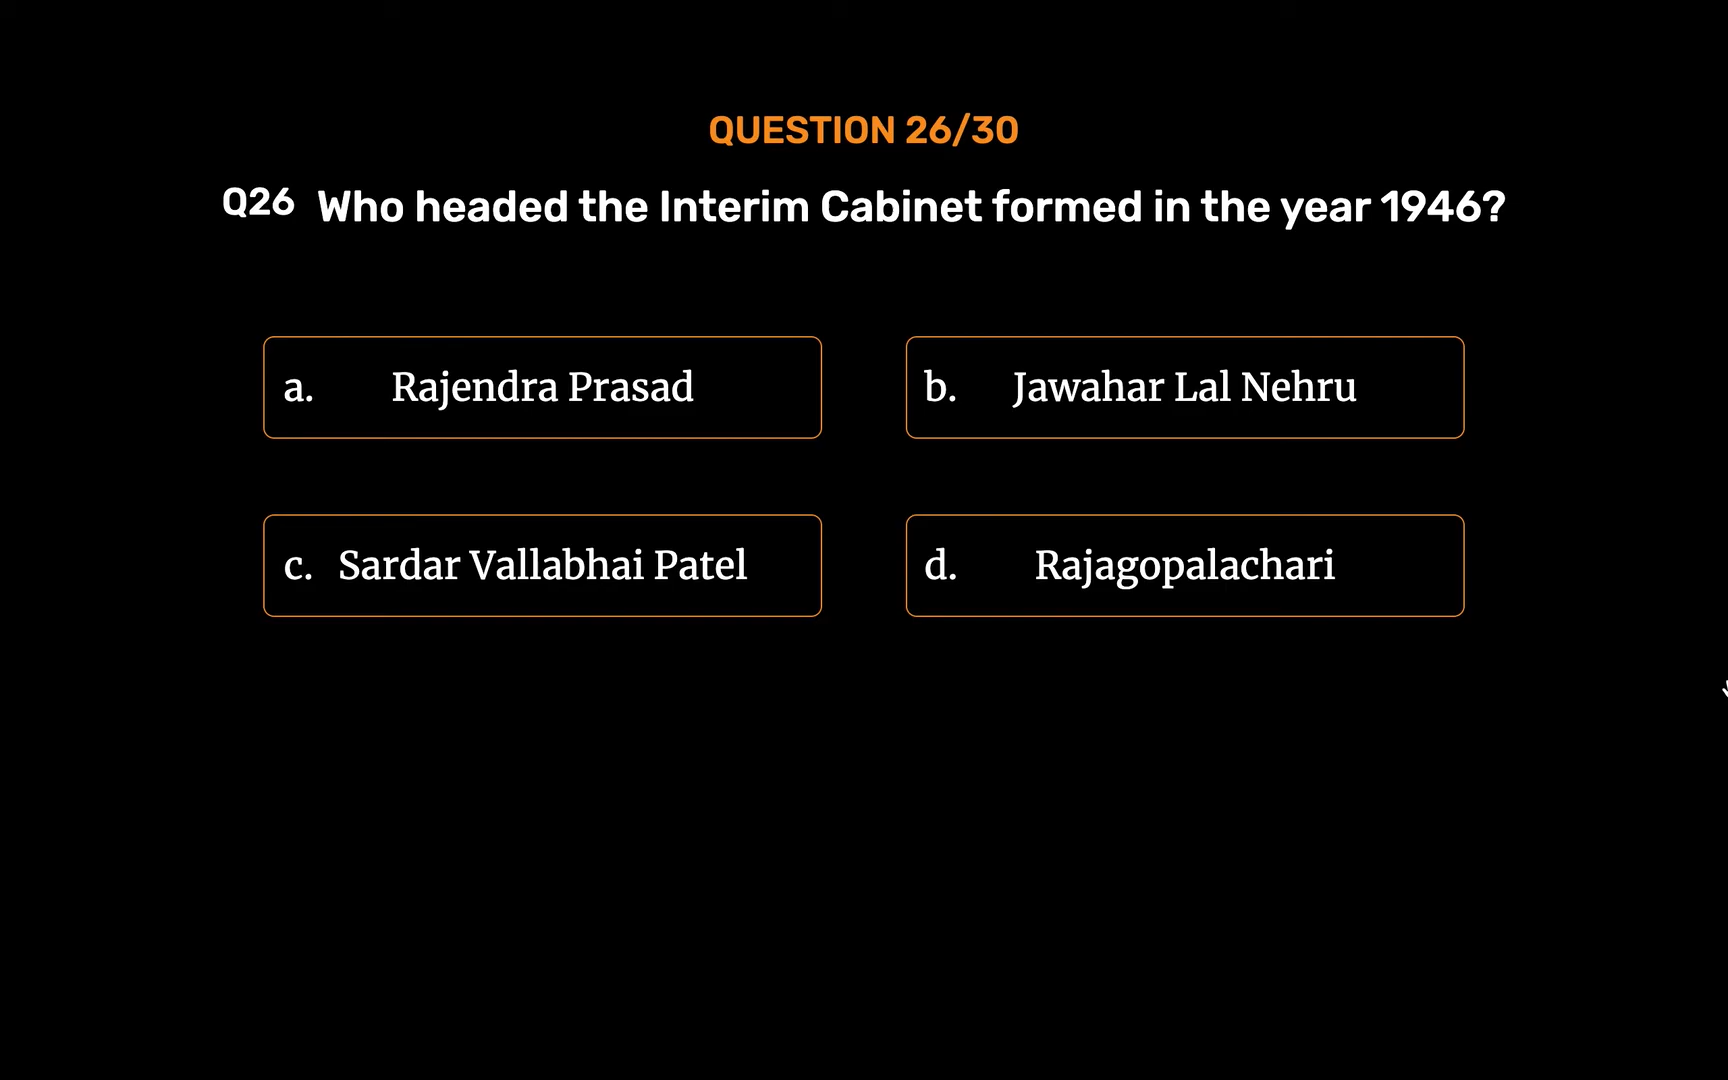 QUESTION 26/30
Q26 Who headed the Interim Cabinet formed in the year 1946?
a. Rajendra Prasad
b. Jawahar Lal Nehru
c. Sardar Vallabhai Patel
d. Rajagopalachari